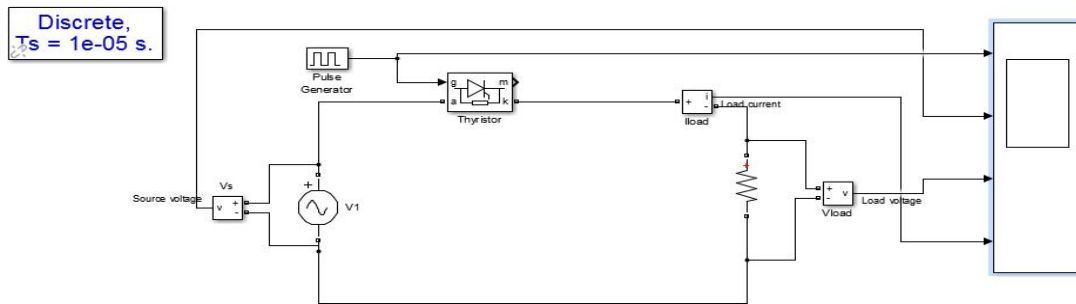 Discrete,
Ts = 1e-05 s.
Pulse
Generator
g
m
a
k
Thyristor
+
i
-
Load current
Iload
Vs
Source voltage
v
+
-
+
V1
+
+
-
v
Load voltage
Vload